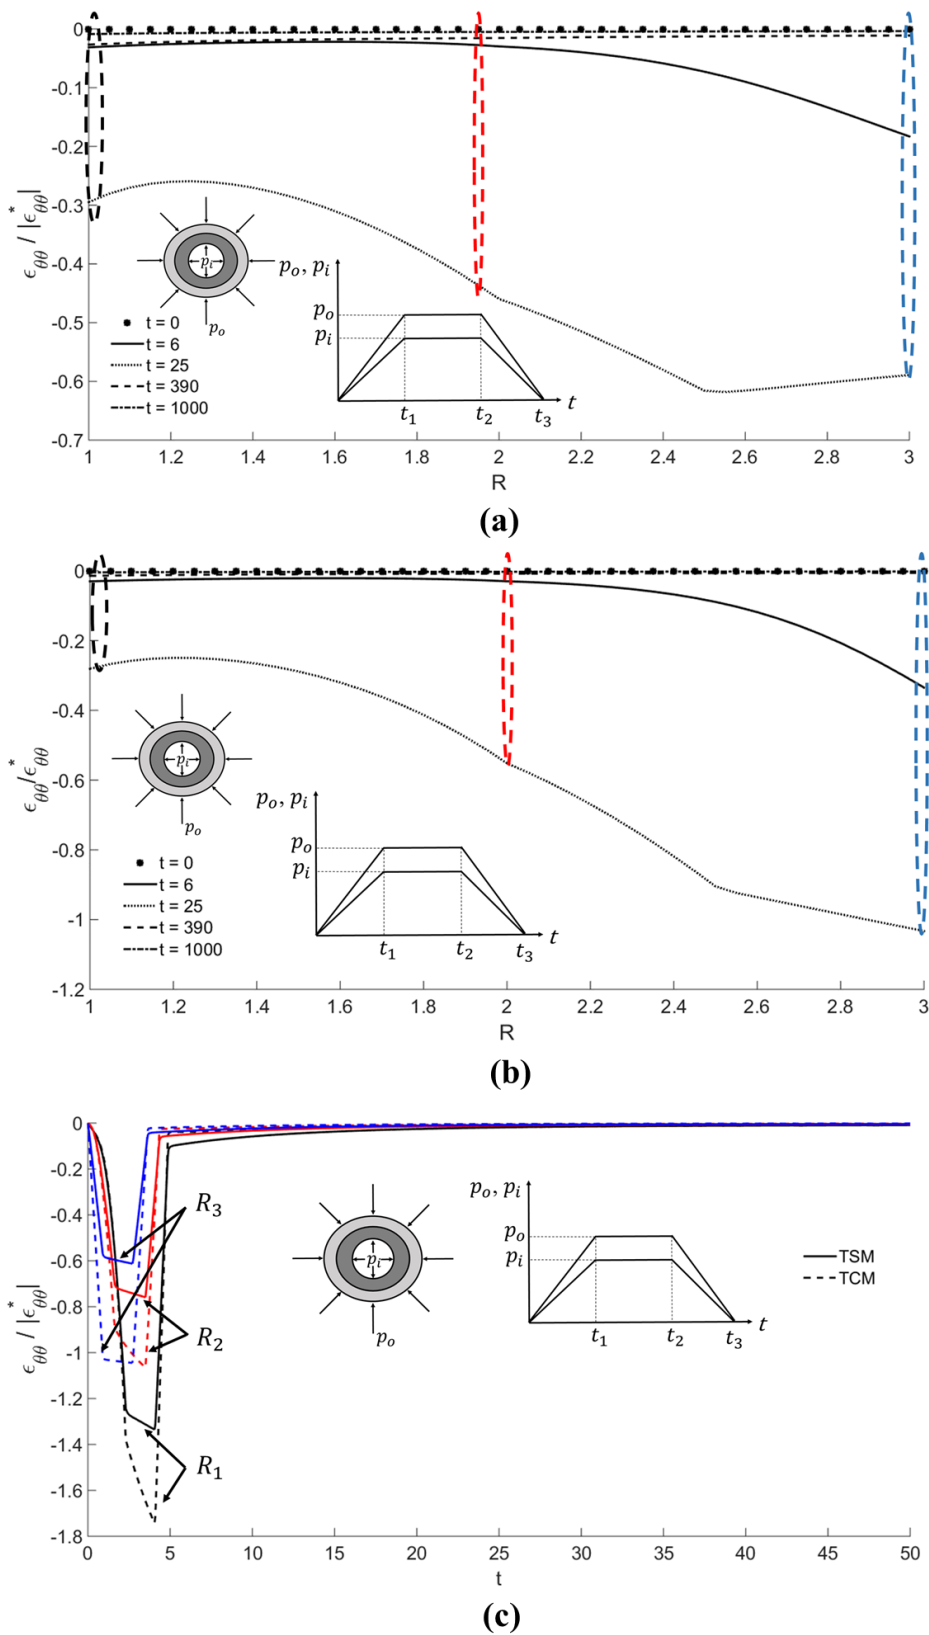 0
-0.1
-0.2
-0.3
-0.4
-0.5
-0.6
-0.7
ϵθθ / |ϵ*θθ|
pi
po
t = 0
t = 6
t = 25
t = 390
t = 1000
po, pi
po
pi
t1 t2 t3 t
1 1.2 1.4 1.6 1.8 2 2.2 2.4 2.6 2.8 3
R
(a)
0
-0.2
-0.4
-0.6
-0.8
-1
-1.2
ϵθθ/ϵ*θθ
pi
po
t = 0
t = 6
t = 25
t = 390
t = 1000
po, pi
po
pi
t1 t2 t3 t
1 1.2 1.4 1.6 1.8 2 2.2 2.4 2.6 2.8 3
R
(b)
0
-0.2
-0.4
-0.6
-0.8
-1
-1.2
-1.4
-1.6
-1.8
ϵθθ / |ϵ*θθ|
R3
R2
R1
pi
po
po, pi
po
pi
t1 t2 t3 t
TSM
TCM
0 5 10 15 20 25 30 35 40 45 50
t
(c)